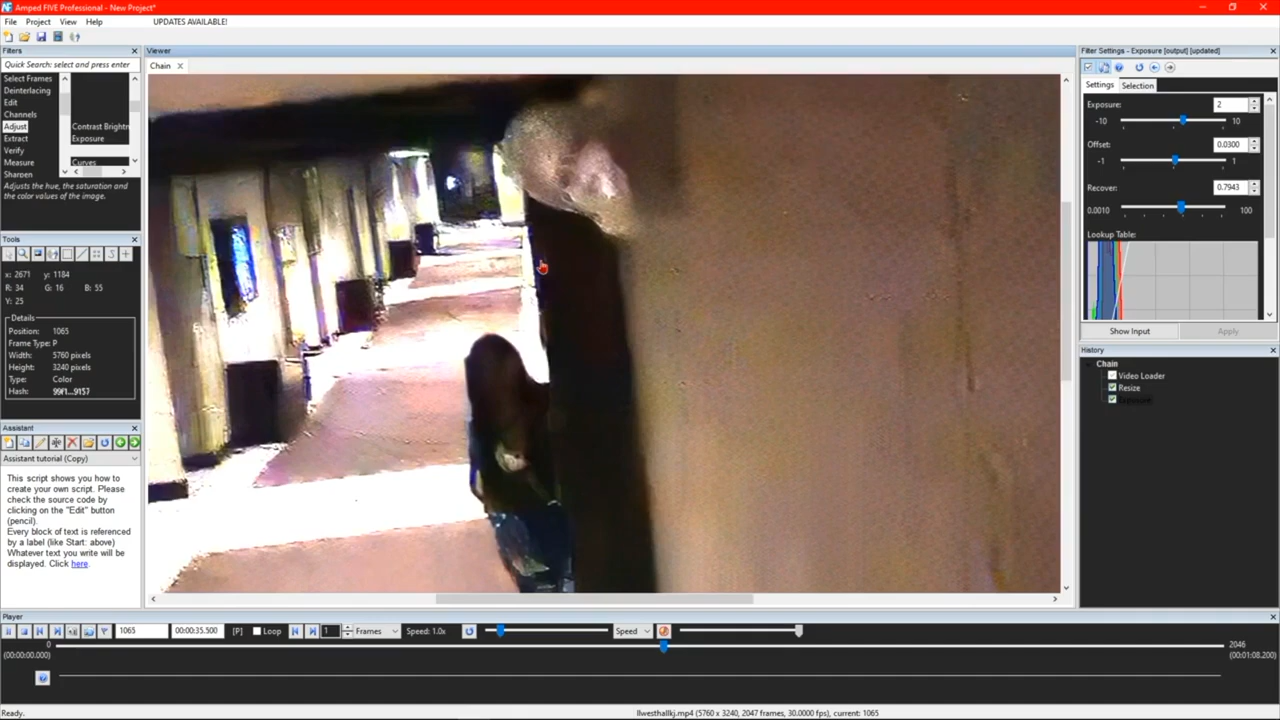 Amped FIVE Professional - New Project*
File Project View Help UPDATES AVAILABLE!
Filters
Quick Search: select and press enter
Select Frames
Deinterlacing
Edit
Channels
Adjust
Extract
Verify
Measure
Sharpen
Contrast Brightn
Exposure
Curves
Adjusts the hue, the saturation and
the color values of the image.
Tools
x: 2671 y: 1184
R: 34 G: 16 B: 55
Y: 25
Details
Position: 1065
Frame Type: P
Width: 5760 pixels
Height: 3240 pixels
Type: Color
Hash: 99f1...9157
Assistant
Assistant tutorial (Copy)
This script shows you how to
create your own script. Please
check the source code by
clicking on the "Edit" button
(pencil).
Every block of text is referenced
by a label (like Start: above)
Whatever text you write will be
displayed. Click here.
Viewer
Chain
Filter Settings - Exposure [output] [updated]
Settings Selection
Exposure: 2
-10 10
Offset: 0.0300
-1 1
Recover: 0.7943
0.0010 100
Lookup Table:
Show Input Apply
History
Chain
Video Loader
Resize
Exposure
Player
1065 00:00:35.500 [P] Loop 1 Frames Speed: 1.0x Speed
0 2046
(00:00:00.000) (00:01:08.200)
Ready. llwesthallkj.mp4 (5760 x 3240, 2047 frames, 30.0000 fps), current: 1065